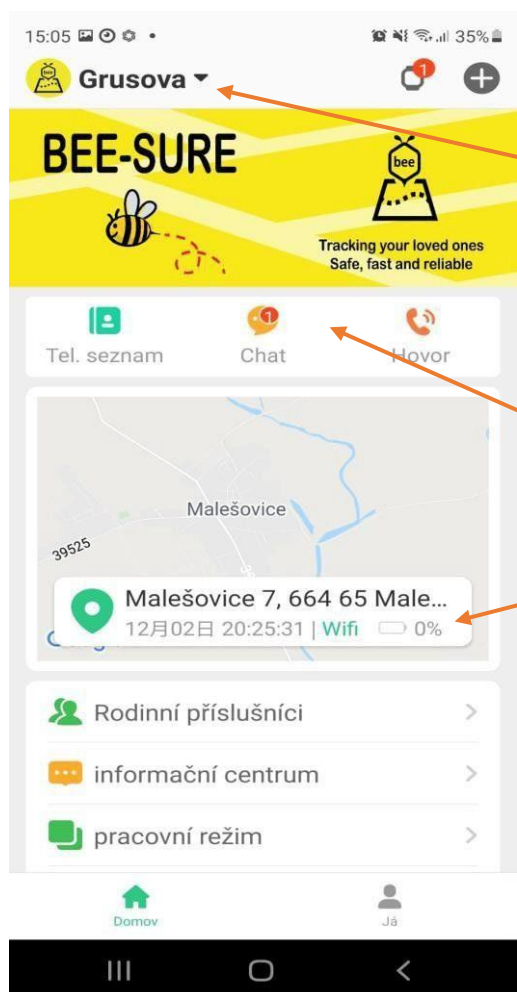 15:05 35%
Grusova
1
BEE-SURE
bee
Tracking your loved ones
Safe, fast and reliable
1
Tel. seznam Chat Hovor
Malešovice
39525
Malešovice 7, 664 65 Male...
12月02日 20:25:31 | Wifi 0%
Rodinní příslušníci
informační centrum
pracovní režim
Domov Já